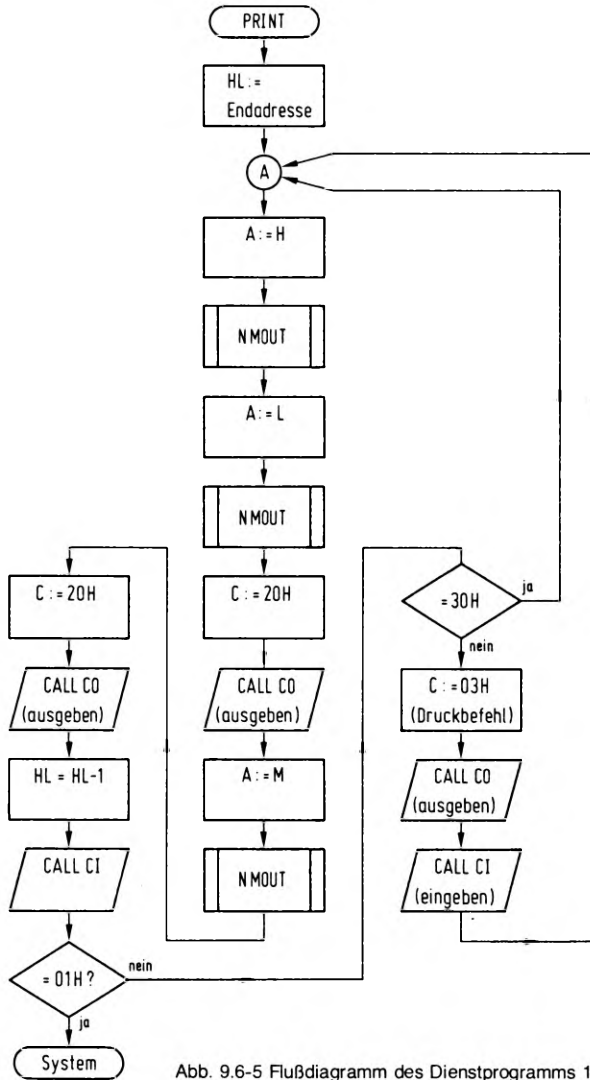 PRINT
HL :=
Endadresse
A
A := H
NMOUT
A := L
NMOUT
C := 20H
CALL CO
(ausgeben)
A := M
NMOUT
C := 20H
CALL CO
(ausgeben)
HL = HL-1
CALL CI
= 01H ?
nein
ja
System
= 30H
ja
nein
C := 03H
(Druckbefehl)
CALL CO
(ausgeben)
CALL CI
(eingeben)
Abb. 9.6-5 Flußdiagramm des Dienstprogramms 1